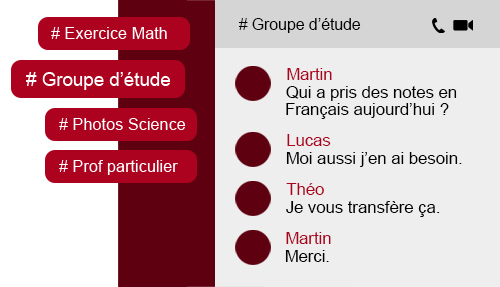 # Exercice Math
# Groupe d'étude
# Photos Science
# Prof particulier
# Groupe d'étude
Martin
Qui a pris des notes en
Français aujourd'hui ?
Lucas
Moi aussi j'en ai besoin.
Théo
Je vous transfère ça.
Martin
Merci.